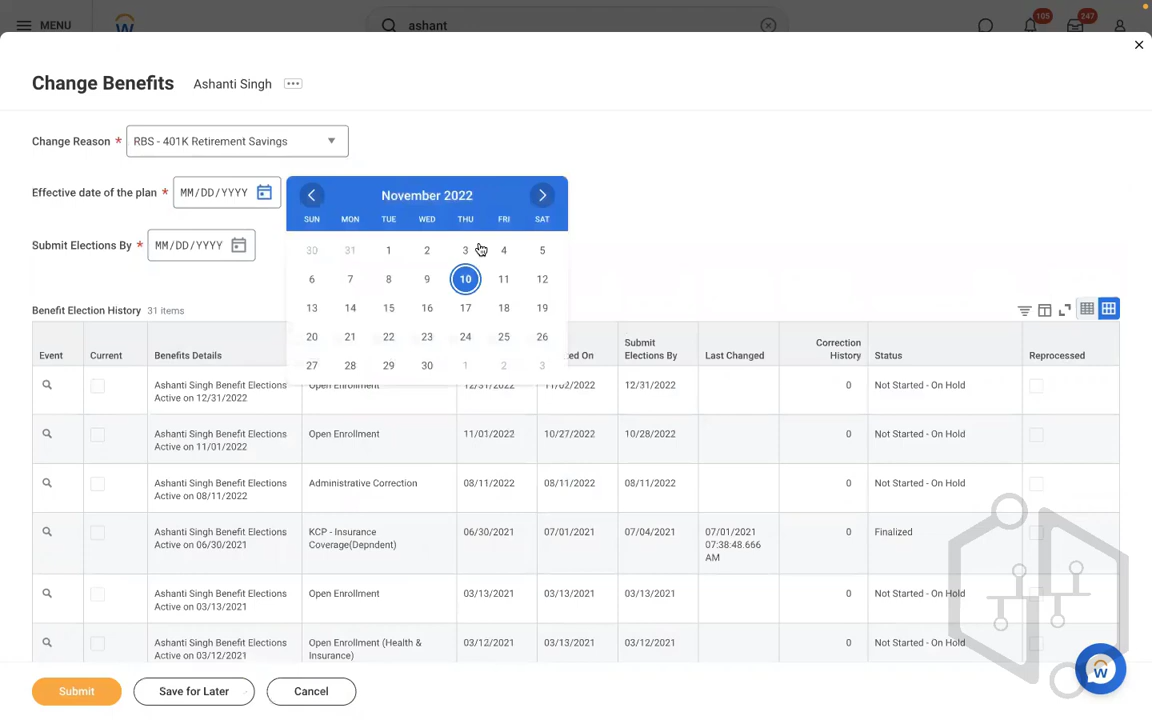 MENU
ashant
105
247
Change Benefits
Ashanti Singh
Change Reason *
RBS - 401K Retirement Savings
Effective date of the plan *
MM/DD/YYYY
Submit Elections By *
MM/DD/YYYY
November 2022
SUN MON TUE WED THU FRI SAT
30 31 1 2 3 4 5
6 7 8 9 10 11 12
13 14 15 16 17 18 19
20 21 22 23 24 25 26
27 28 29 30 1 2 3
Benefit Election History 31 items
Event
Current
Benefits Details
Submit
Elections By
Last Changed
Correction
History
Status
Reprocessed
Ashanti Singh Benefit Elections
Active on 12/31/2022
Open Enrollment
12/31/2022
11/02/2022
12/31/2022
0
Not Started - On Hold
Ashanti Singh Benefit Elections
Active on 11/01/2022
Open Enrollment
11/01/2022
10/27/2022
10/28/2022
0
Not Started - On Hold
Ashanti Singh Benefit Elections
Active on 08/11/2022
Administrative Correction
08/11/2022
08/11/2022
08/11/2022
0
Not Started - On Hold
Ashanti Singh Benefit Elections
Active on 06/30/2021
KCP - Insurance
Coverage(Depndent)
06/30/2021
07/01/2021
07/04/2021
07/01/2021
07:38:48.666
AM
0
Finalized
Ashanti Singh Benefit Elections
Active on 03/13/2021
Open Enrollment
03/13/2021
03/13/2021
03/13/2021
0
Not Started - On Hold
Ashanti Singh Benefit Elections
Active on 03/12/2021
Open Enrollment (Health &
Insurance)
03/12/2021
03/13/2021
03/12/2021
0
Not Started - On Hold
Submit
Save for Later
Cancel